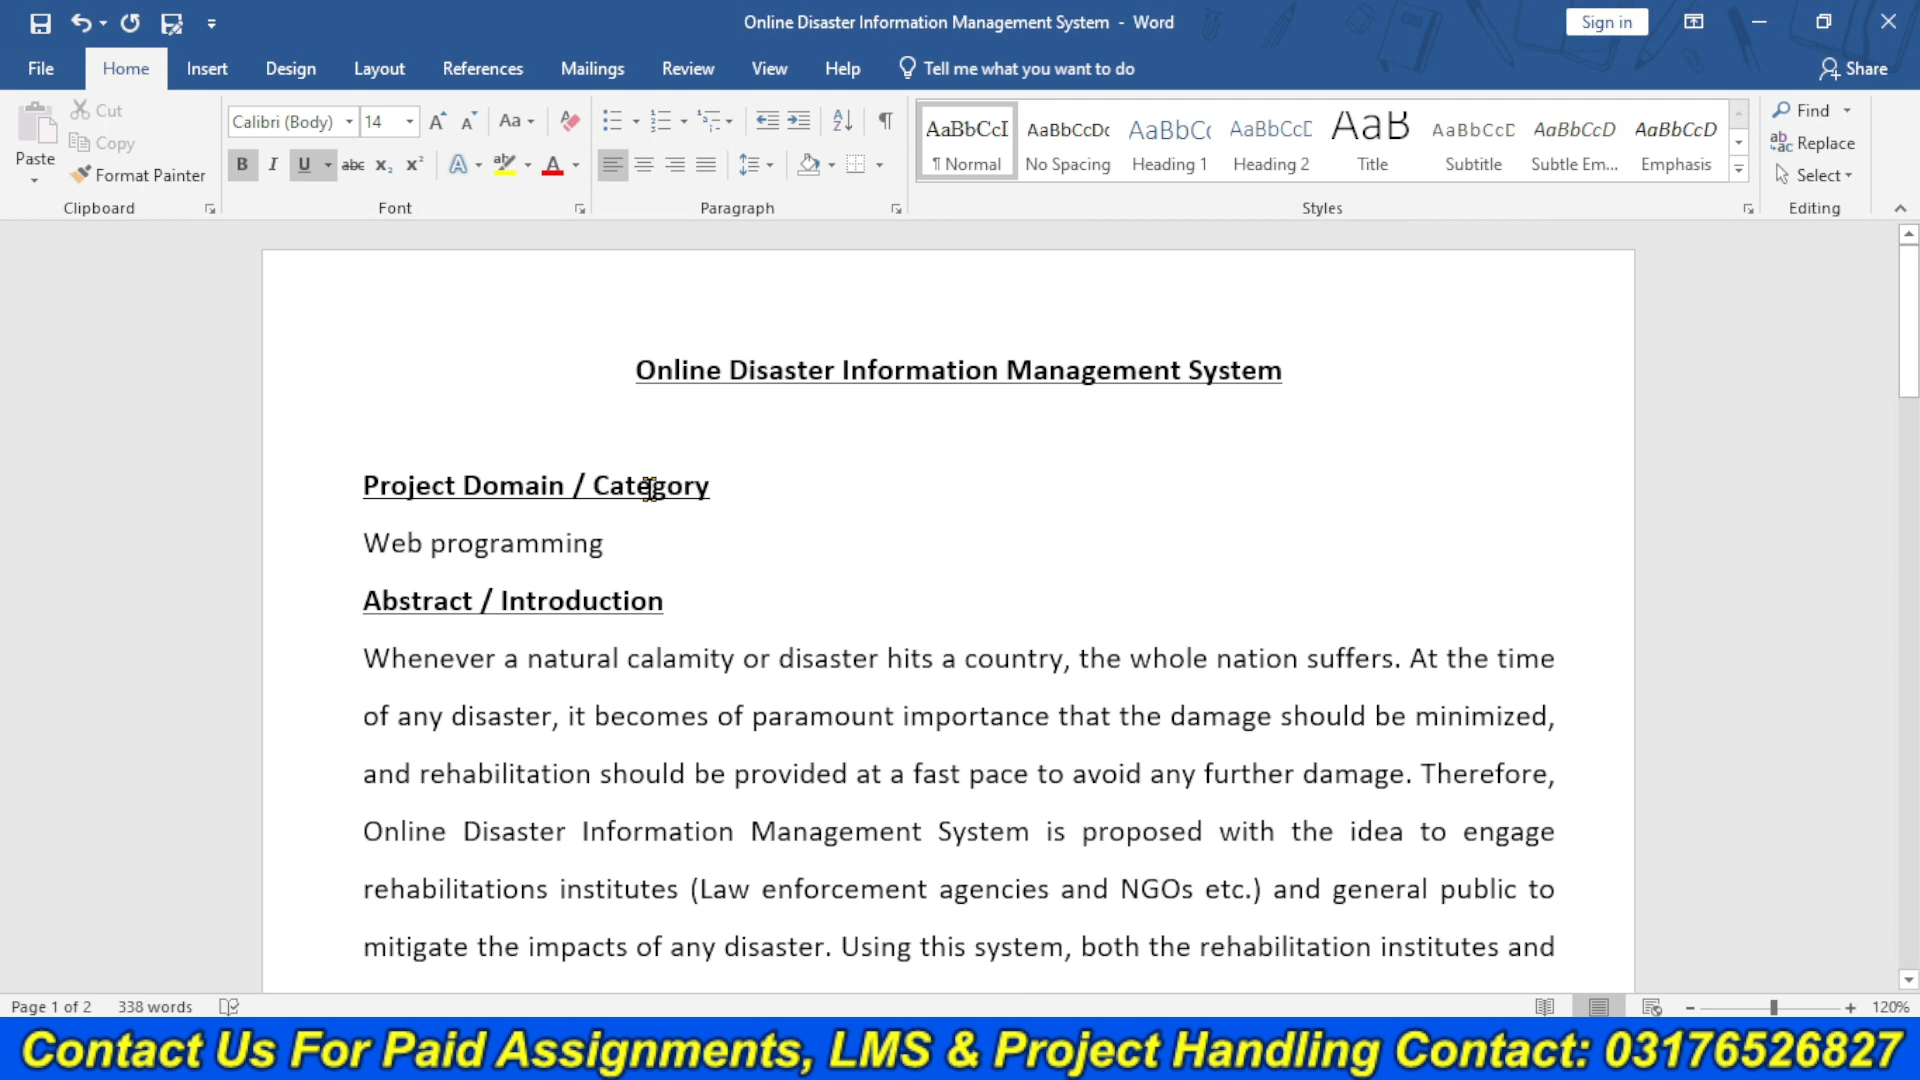 Online Disaster Information Management System - Word
Sign in
File Home Insert Design Layout References Mailings Review View Help Tell me what you want to do Share
Paste
Cut
Copy
Format Painter
Clipboard
Calibri (Body) 14
Aa
B I U abc x₂ x² A ab A
Font
Paragraph
AaBbCcI AaBbCcDc AaBbCc AaBbCcC AaB AaBbCcD AaBbCcD AaBbCcD
¶ Normal No Spacing Heading 1 Heading 2 Title Subtitle Subtle Em... Emphasis
Styles
Find
Replace
Select
Editing
Online Disaster Information Management System
Project Domain / Category
Web programming
Abstract / Introduction
Whenever a natural calamity or disaster hits a country, the whole nation suffers. At the time
of any disaster, it becomes of paramount importance that the damage should be minimized,
and rehabilitation should be provided at a fast pace to avoid any further damage. Therefore,
Online Disaster Information Management System is proposed with the idea to engage
rehabilitations institutes (Law enforcement agencies and NGOs etc.) and general public to
mitigate the impacts of any disaster. Using this system, both the rehabilitation institutes and
Page 1 of 2 338 words 120%
Contact Us For Paid Assignments, LMS & Project Handling Contact: 03176526827